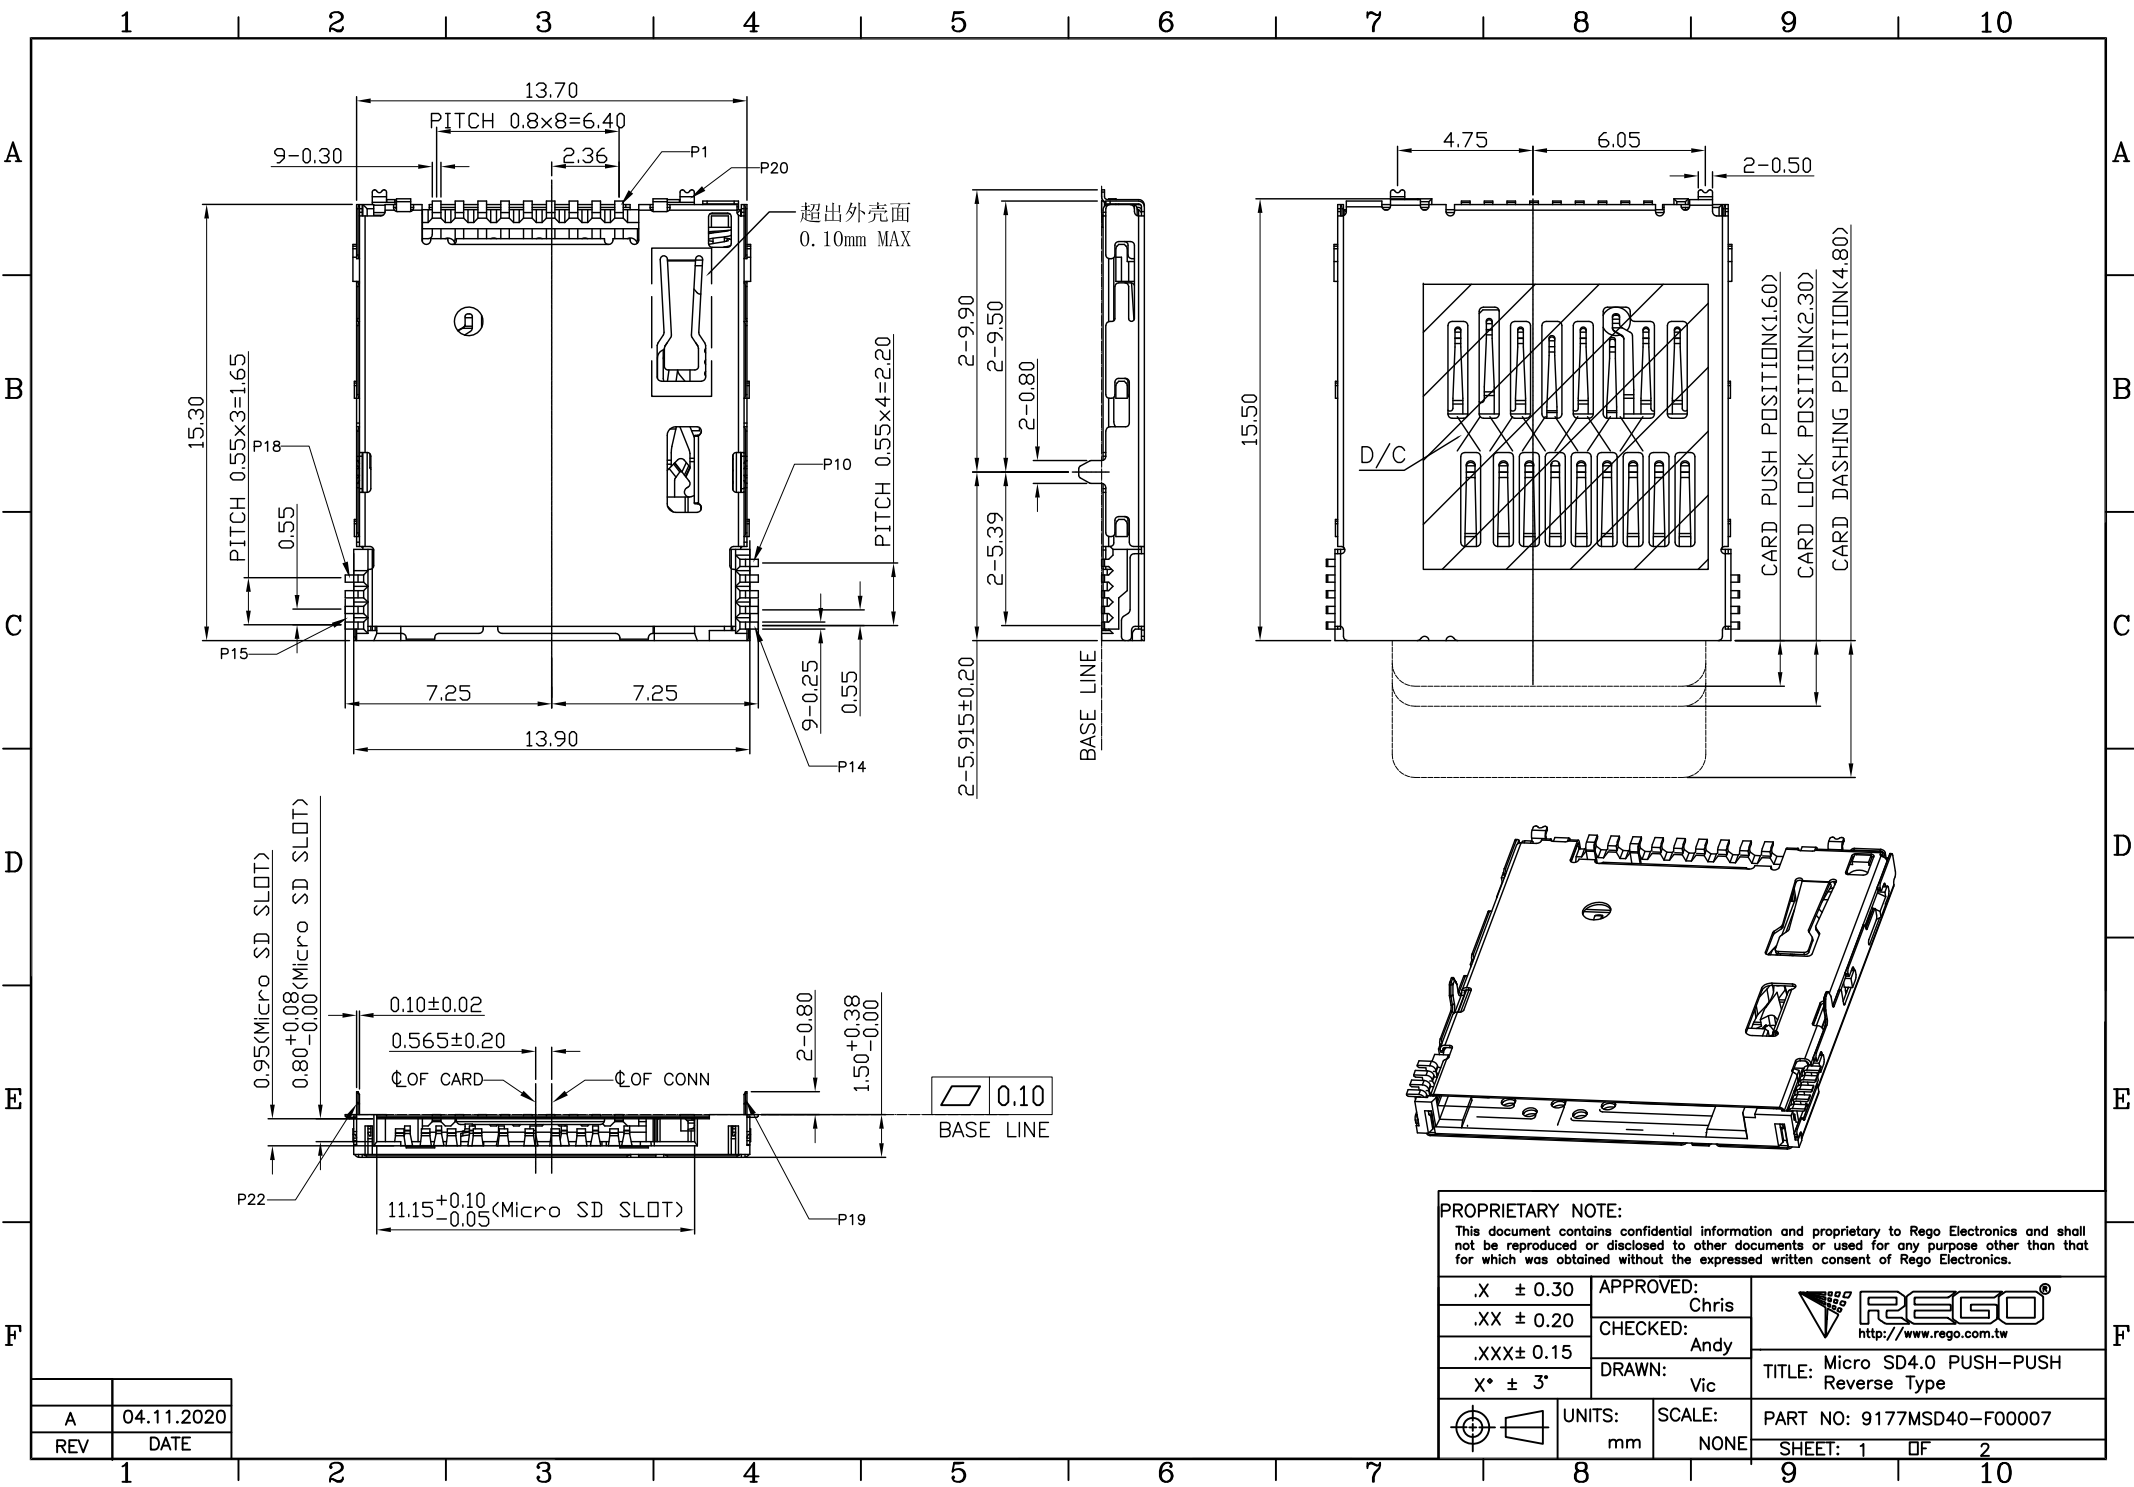 1 2 3 4 5 6 7 8 9 10
A
B
C
D
E
F
13.70
PITCH 0.8x8=6.40
9-0.30
2.36
P1
P20
超出外壳面
0.10mm MAX
15.30
PITCH 0.55x3=1.65
0.55
P18
P15
P10
PITCH 0.55x4=2.20
7.25
7.25
13.90
9-0.25
0.55
P14
2-9.90
2-9.50
2-0.80
2-5.39
2-5.915±0.20
BASE LINE
4.75
6.05
2-0.50
15.50
D/C
CARD PUSH POSITION(1.60)
CARD LOCK POSITION(2.30)
CARD DASHING POSITION(4.80)
0.95(Micro SD SLOT)
0.80+0.08-0.00(Micro SD SLOT)
0.10±0.02
0.565±0.20
℄OF CARD
℄OF CONN
2-0.80
1.50+0.38-0.00
0.10
BASE LINE
P22
11.15+0.10-0.05(Micro SD SLOT)
P19
A
B
C
D
E
F
PROPRIETARY NOTE:
This document contains confidential information and proprietary to Rego Electronics and shall
not be reproduced or disclosed to other documents or used for any purpose other than that
for which was obtained without the expressed written consent of Rego Electronics.
.X ± 0.30
.XX ± 0.20
.XXX± 0.15
X° ± 3°
APPROVED:
Chris
CHECKED:
Andy
DRAWN:
Vic
REGO®
http://www.rego.com.tw
TITLE: Micro SD4.0 PUSH-PUSH
Reverse Type
UNITS:
mm
SCALE:
NONE
PART NO: 9177MSD40-F00007
SHEET: 1 OF 2
A 04.11.2020
REV DATE
1 2 3 4 5 6 7 8 9 10